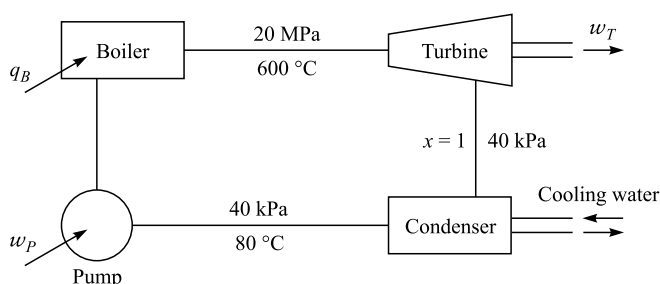 20 MPa
w_T
Boiler
Turbine
q_B
600 °C
x = 1
40 kPa
Cooling water
40 kPa
Condenser
w_P
80 °C
Pump